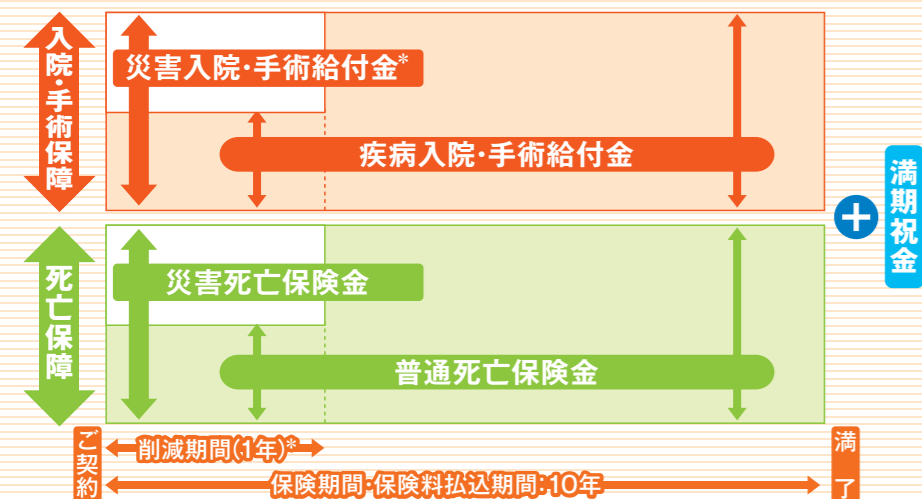 入院・手術保障
災害入院・手術給付金*
疾病入院・手術給付金
満期祝金
+
死亡保障
災害死亡保険金
普通死亡保険金
ご契約
削減期間(1年)*
保険期間・保険料払込期間:10年
満了